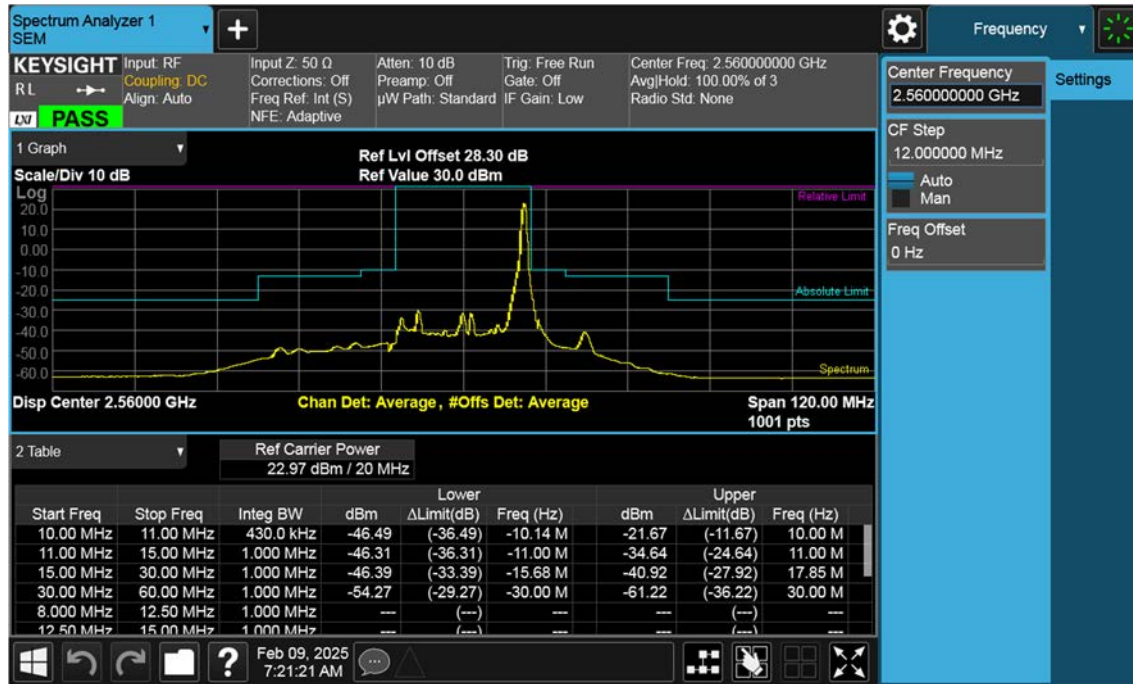 Spectrum Analyzer 1
SEM
+
Frequency
KEYSIGHT
RL
LXI
PASS
Input: RF
Coupling: DC
Align: Auto
Input Z: 50 Ω
Corrections: Off
Freq Ref: Int (S)
NFE: Adaptive
Atten: 10 dB
Preamp: Off
µW Path: Standard
Trig: Free Run
Gate: Off
IF Gain: Low
Center Freq: 2.560000000 GHz
Avg|Hold: 100.00% of 3
Radio Std: None
Center Frequency
2.560000000 GHz
Settings
CF Step
12.000000 MHz
Auto
Man
Freq Offset
0 Hz
1 Graph
Scale/Div 10 dB
Ref Lvl Offset 28.30 dB
Ref Value 30.0 dBm
Log
Relative Limit
20.0
10.0
0.00
-10.0
-20.0
Absolute Limit
-30.0
-40.0
-50.0
-60.0
Spectrum
Disp Center 2.56000 GHz
Chan Det: Average, #Offs Det: Average
Span 120.00 MHz
1001 pts
2 Table
Ref Carrier Power
22.97 dBm / 20 MHz
Lower Upper
Start Freq Stop Freq Integ BW dBm ΔLimit(dB) Freq (Hz) dBm ΔLimit(dB) Freq (Hz)
10.00 MHz 11.00 MHz 430.0 kHz -46.49 (-36.49) -10.14 M -21.67 (-11.67) 10.00 M
11.00 MHz 15.00 MHz 1.000 MHz -46.31 (-36.31) -11.00 M -34.64 (-24.64) 11.00 M
15.00 MHz 30.00 MHz 1.000 MHz -46.39 (-33.39) -15.68 M -40.92 (-27.92) 17.85 M
30.00 MHz 60.00 MHz 1.000 MHz -54.27 (-29.27) -30.00 M -61.22 (-36.22) 30.00 M
8.000 MHz 12.50 MHz 1.000 MHz --- (---) --- --- (---) ---
12.50 MHz 15.00 MHz 1.000 MHz --- (---) --- --- (---) ---
?
Feb 09, 2025
7:21:21 AM